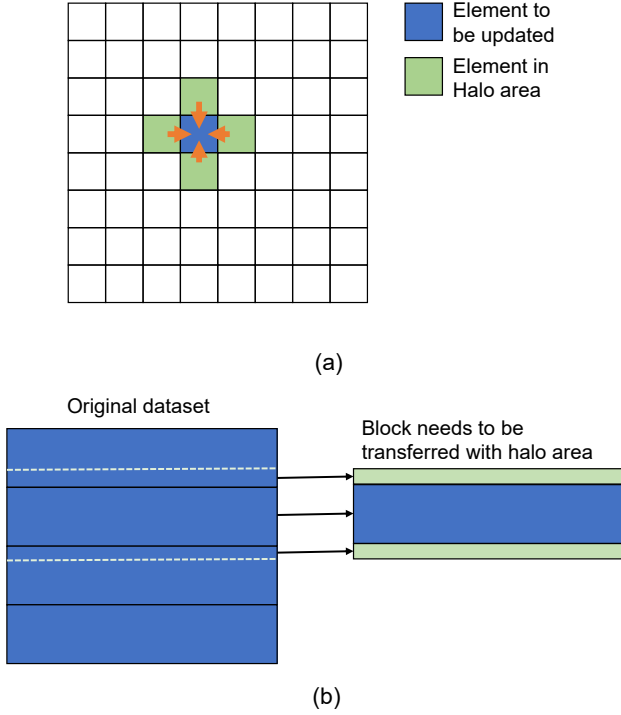 Element to
be updated
Element in
Halo area
(a)
Original dataset
Block needs to be
transferred with halo area
(b)